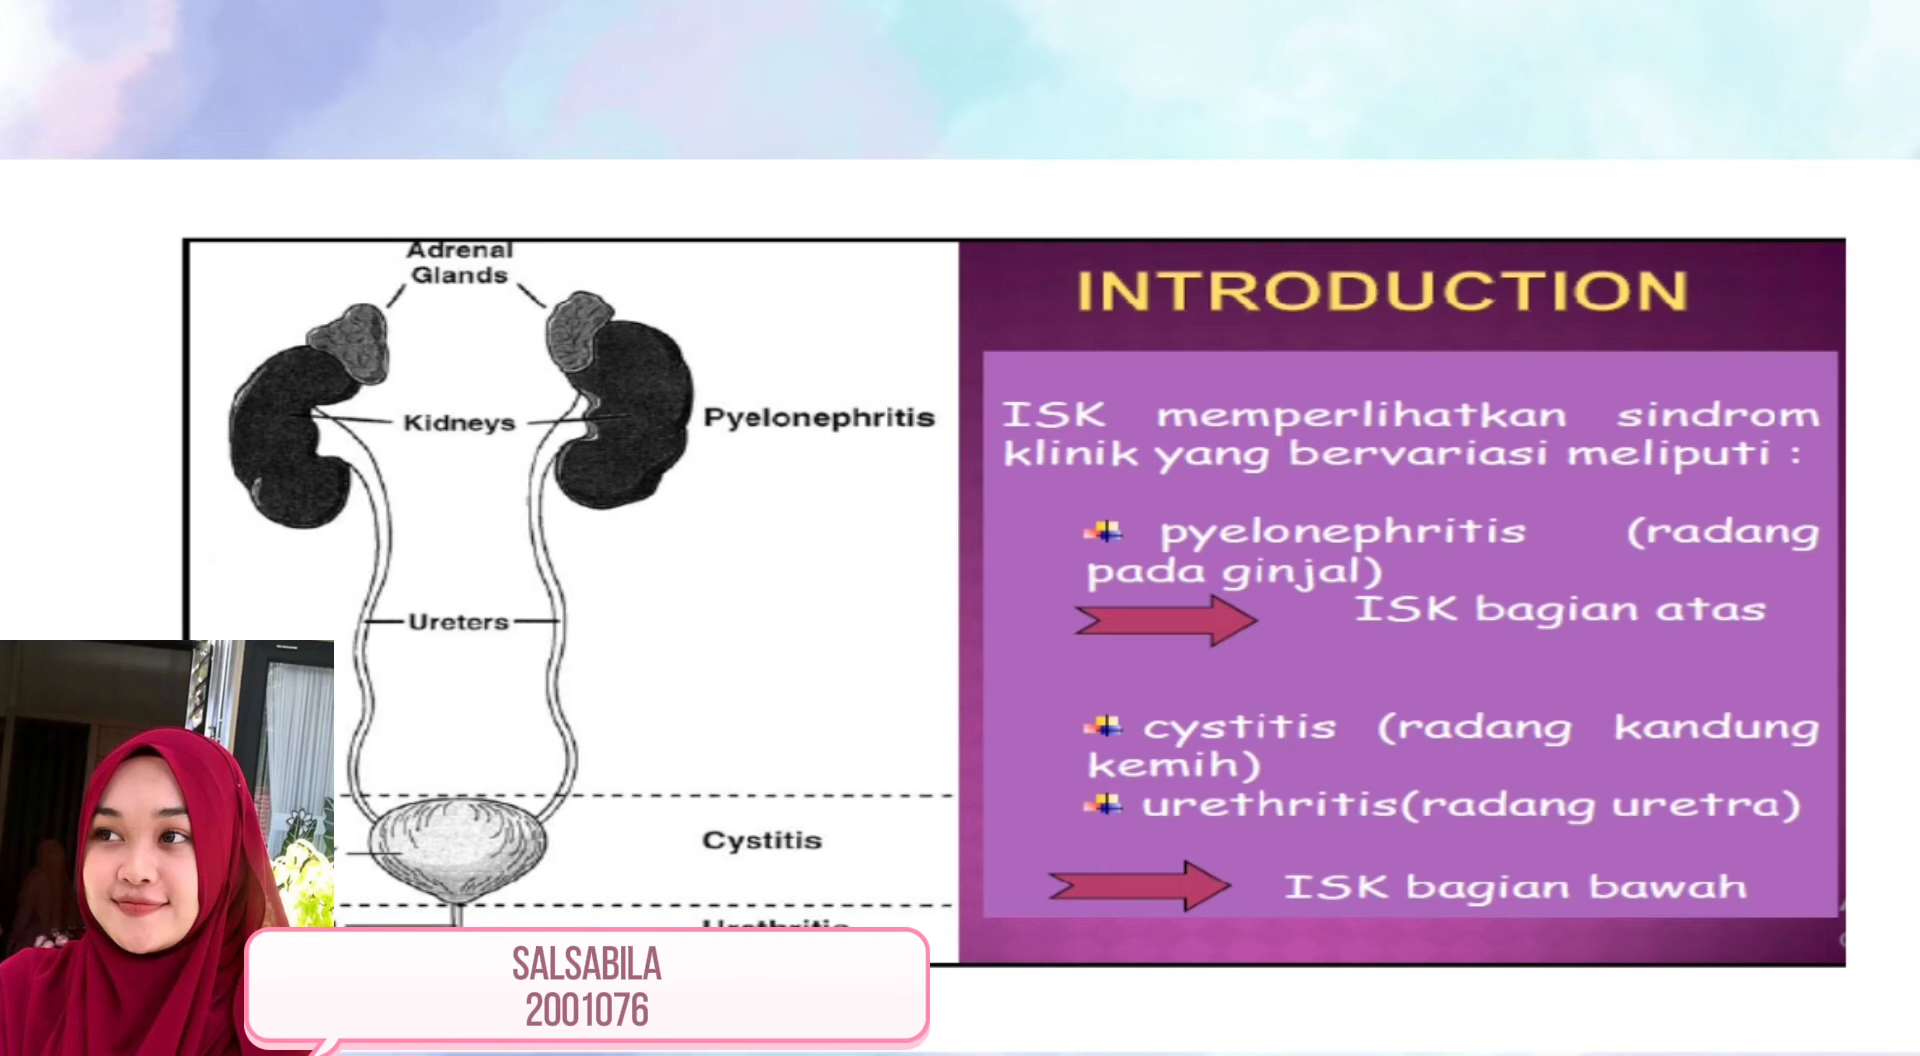 Adrenal
Glands
Kidneys
Pyelonephritis
Ureters
Cystitis
Urethritis
INTRODUCTION
ISK memperlihatkan sindrom
klinik yang bervariasi meliputi :
pyelonephritis (radang
pada ginjal)
ISK bagian atas
cystitis (radang kandung
kemih)
urethritis(radang uretra)
ISK bagian bawah
SALSABILA
2001076